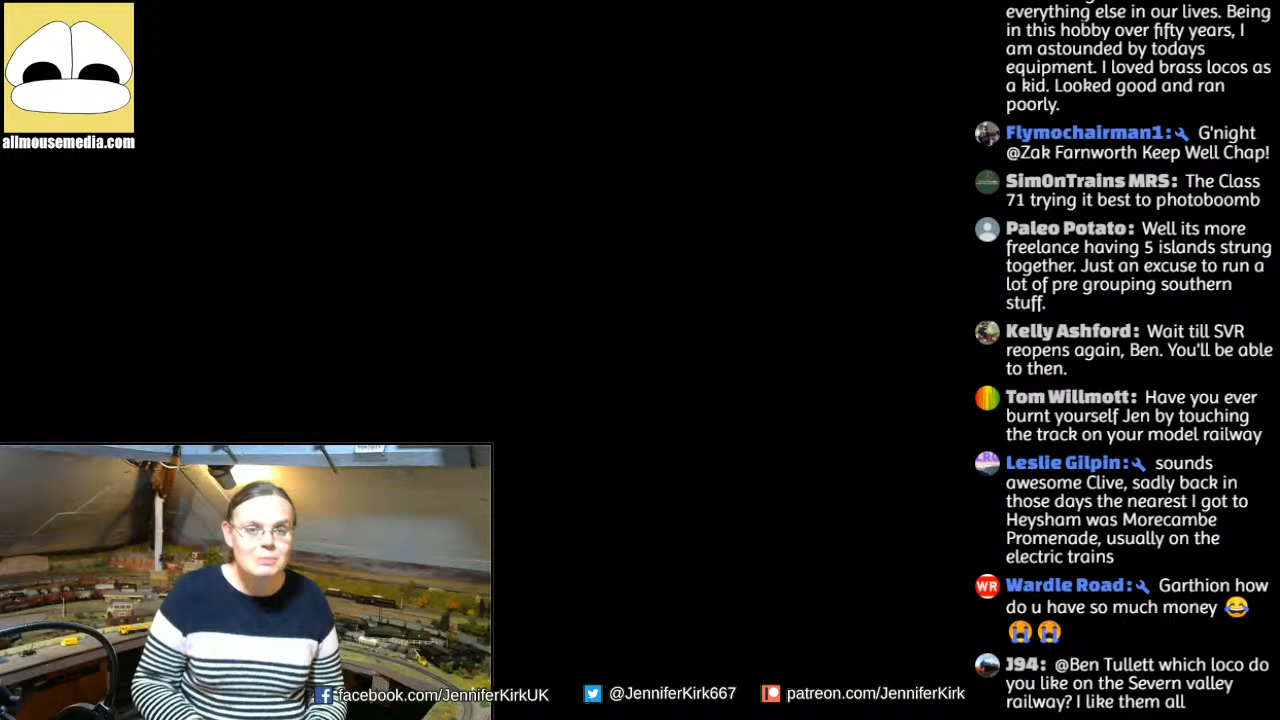 allmousemedia.com
everything else in our lives. Being
in this hobby over fifty years, I
am astounded by todays
equipment. I loved brass locos as
a kid. Looked good and ran
poorly.
Flymochairman1: G'night
@Zak Farnworth Keep Well Chap!
SimOnTrains MRS: The Class
71 trying it best to photoboomb
Paleo Potato: Well its more
freelance having 5 islands strung
together. Just an excuse to run a
lot of pre grouping southern
stuff.
Kelly Ashford: Wait till SVR
reopens again, Ben. You'll be able
to then.
Tom Willmott: Have you ever
burnt yourself Jen by touching
the track on your model railway
Leslie Gilpin: sounds
awesome Clive, sadly back in
those days the nearest I got to
Heysham was Morecambe
Promenade, usually on the
electric trains
WR
Wardle Road: Garthion how
do u have so much money 😂
😭😭
J94: @Ben Tullett which loco do
you like on the Severn valley
railway? I like them all
facebook.com/JenniferKirkUK
@JenniferKirk667
patreon.com/JenniferKirk